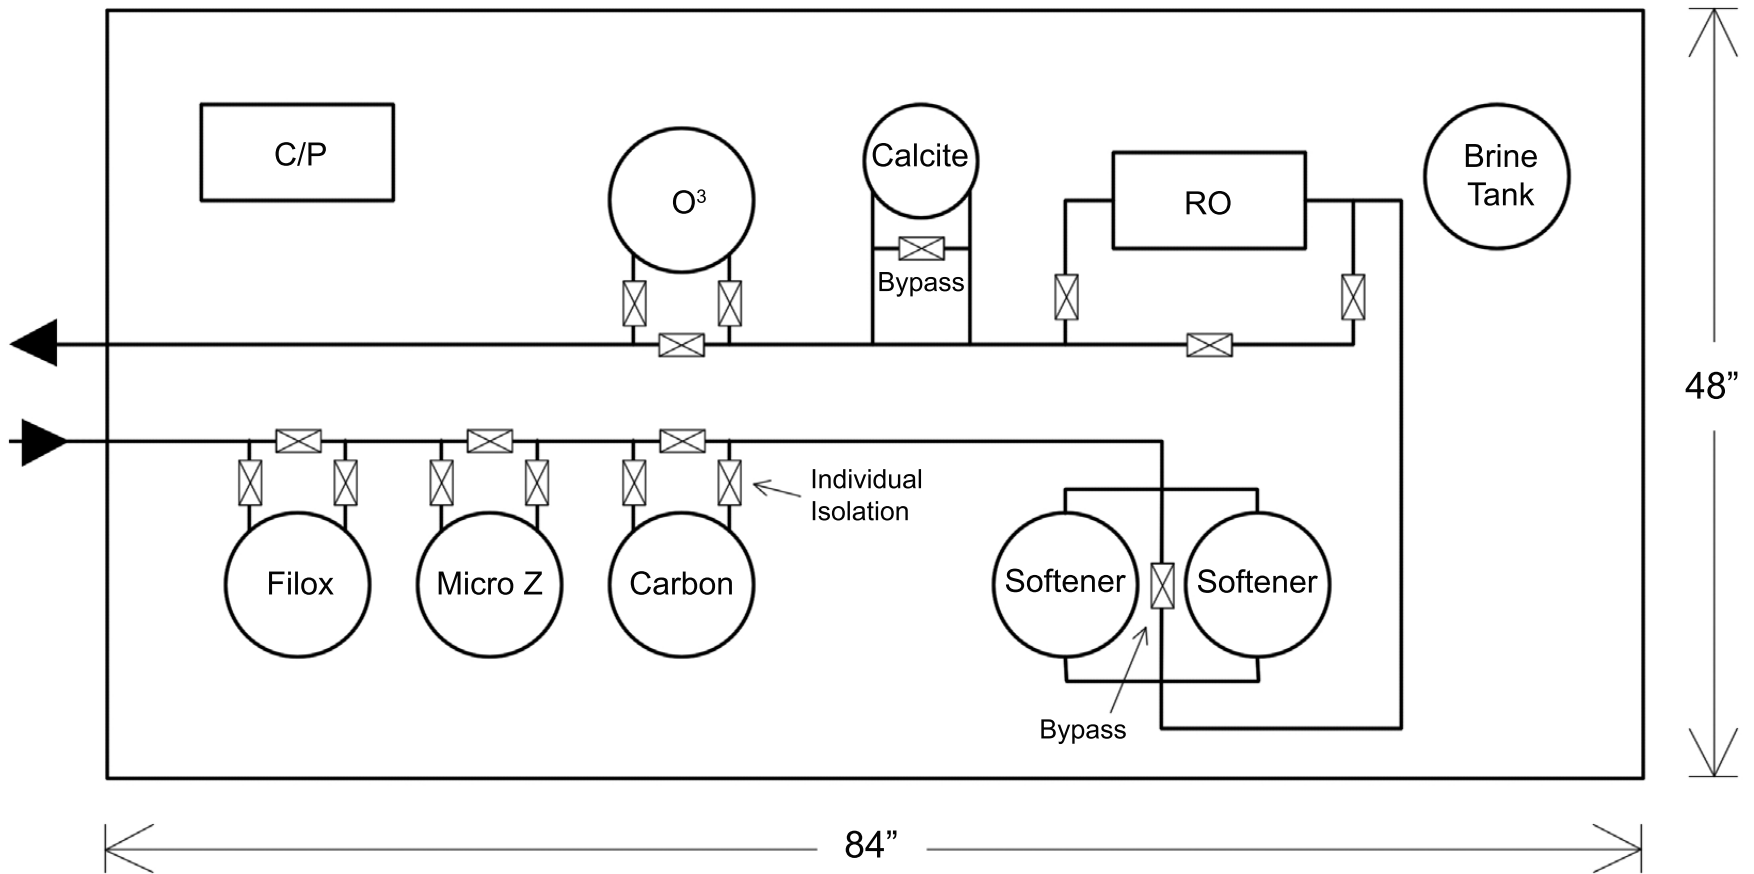 C/P
O³
Calcite
Bypass
RO
Brine
Tank
48”
Individual
Isolation
Filox
Micro Z
Carbon
Softener
Softener
Bypass
84”